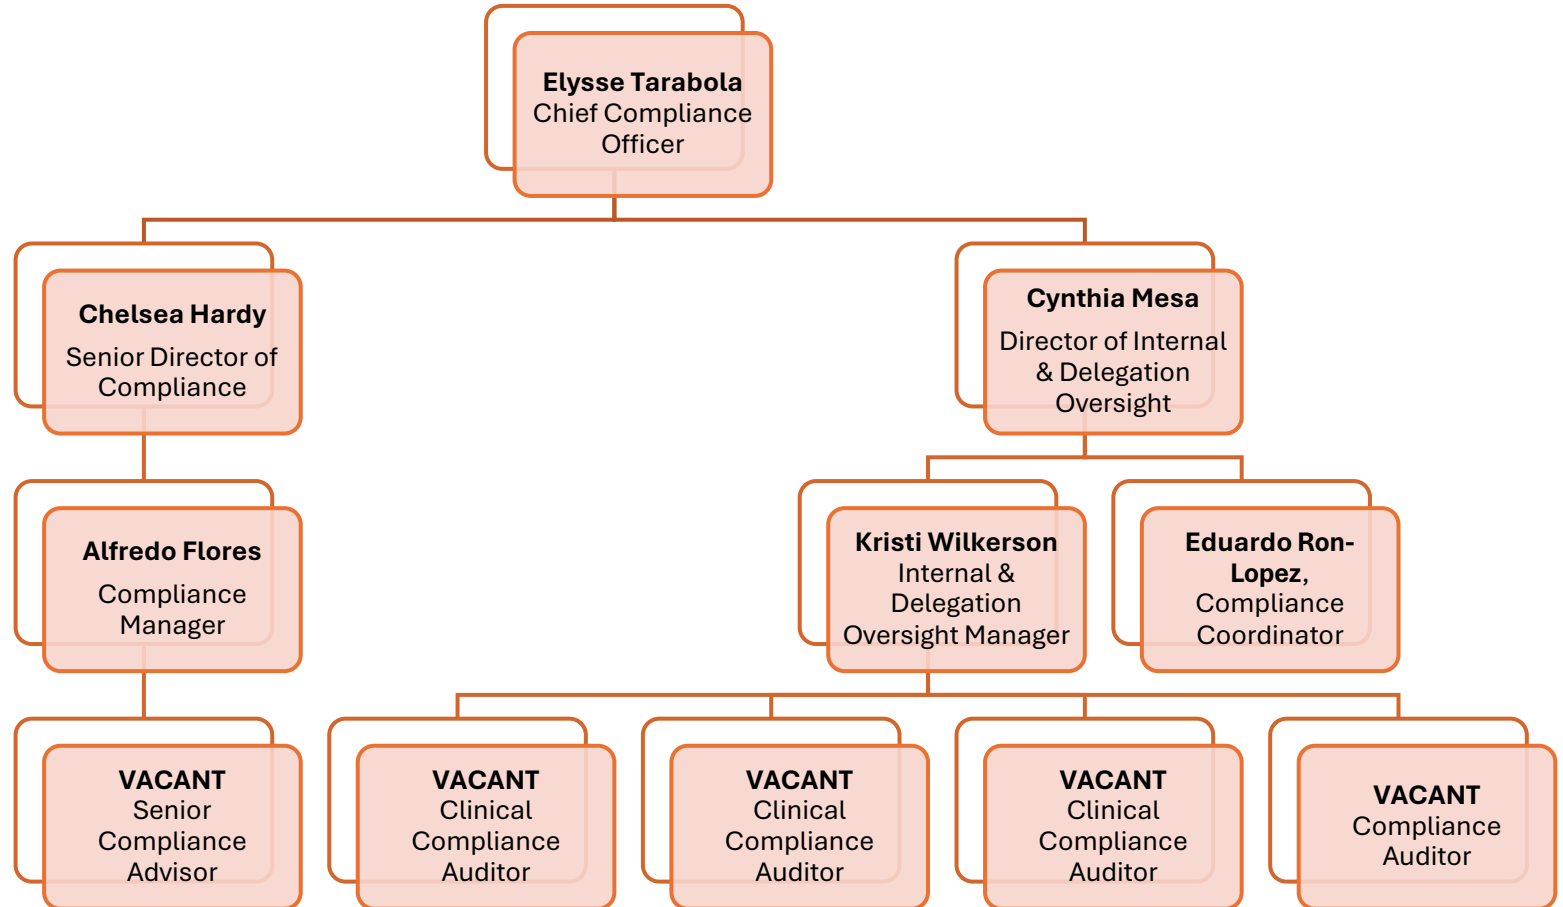 Elysse Tarabola
Chief Compliance
Officer
Chelsea Hardy
Senior Director of
Compliance
Cynthia Mesa
Director of Internal
& Delegation
Oversight
Alfredo Flores
Compliance
Manager
Kristi Wilkerson
Internal &
Delegation
Oversight Manager
Eduardo Ron-
Lopez,
Compliance
Coordinator
VACANT
Senior
Compliance
Advisor
VACANT
Clinical
Compliance
Auditor
VACANT
Clinical
Compliance
Auditor
VACANT
Clinical
Compliance
Auditor
VACANT
Compliance
Auditor